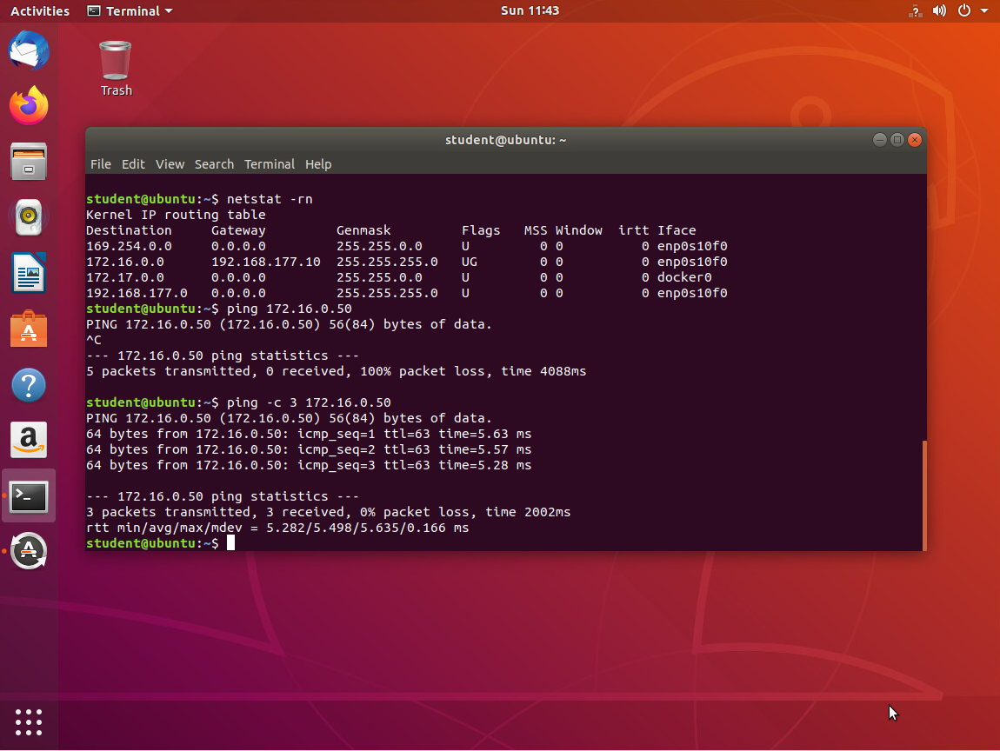 Activities Terminal Sun 11:43 ?
Trash
student@ubuntu: ~
File Edit View Search Terminal Help
student@ubuntu:~$ netstat -rn
Kernel IP routing table
Destination Gateway Genmask Flags MSS Window irtt Iface
169.254.0.0 0.0.0.0 255.255.0.0 U 0 0 0 enp0s10f0
172.16.0.0 192.168.177.10 255.255.255.0 UG 0 0 0 enp0s10f0
172.17.0.0 0.0.0.0 255.255.0.0 U 0 0 0 docker0
192.168.177.0 0.0.0.0 255.255.255.0 U 0 0 0 enp0s10f0
student@ubuntu:~$ ping 172.16.0.50
PING 172.16.0.50 (172.16.0.50) 56(84) bytes of data.
^C
--- 172.16.0.50 ping statistics ---
5 packets transmitted, 0 received, 100% packet loss, time 4088ms
student@ubuntu:~$ ping -c 3 172.16.0.50
PING 172.16.0.50 (172.16.0.50) 56(84) bytes of data.
64 bytes from 172.16.0.50: icmp_seq=1 ttl=63 time=5.63 ms
64 bytes from 172.16.0.50: icmp_seq=2 ttl=63 time=5.57 ms
64 bytes from 172.16.0.50: icmp_seq=3 ttl=63 time=5.28 ms
--- 172.16.0.50 ping statistics ---
3 packets transmitted, 3 received, 0% packet loss, time 2002ms
rtt min/avg/max/mdev = 5.282/5.498/5.635/0.166 ms
student@ubuntu:~$